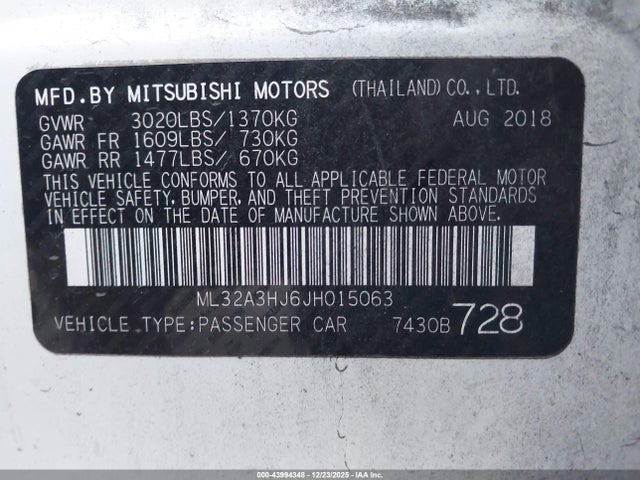 MFD.BY MITSUBISHI MOTORS (THAILAND) CO., LTD.
GVWR 3020LBS/1370KG AUG 2018
GAWR FR 1609LBS/ 730KG
GAWR RR 1477LBS/ 670KG
THIS VEHICLE CONFORMS TO ALL APPLICABLE FEDERAL MOTOR
VEHICLE SAFETY, BUMPER, AND THEFT PREVENTION STANDARDS
IN EFFECT ON THE DATE OF MANUFACTURE SHOWN ABOVE.
ML32A3HJ6JH015063
VEHICLE TYPE:PASSENGER CAR 7430B 728
000-43994348 - 12/23/2025 - IAA Inc.